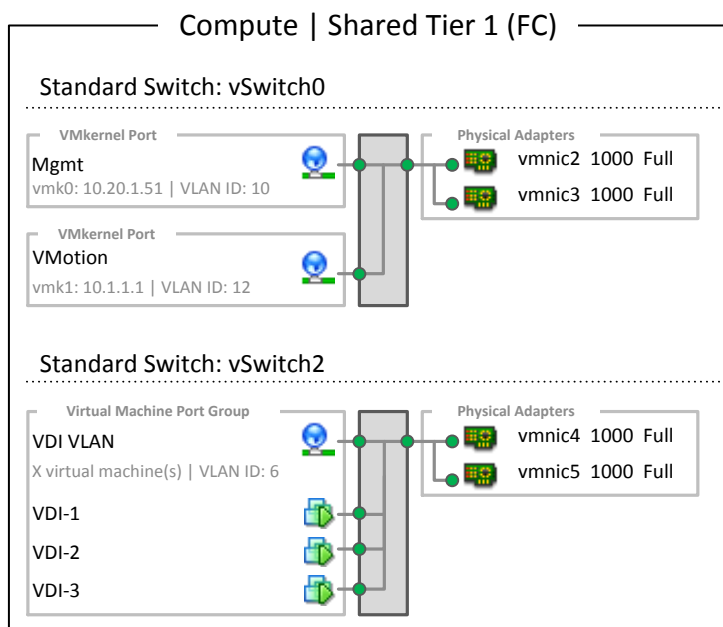 Compute | Shared Tier 1 (FC)
Standard Switch: vSwitch0
VMkernel Port
Physical Adapters
Mgmt
vmk0: 10.20.1.51 | VLAN ID: 10
vmnic2 1000 Full
vmnic3 1000 Full
VMkernel Port
VMotion
vmk1: 10.1.1.1 | VLAN ID: 12
Standard Switch: vSwitch2
Virtual Machine Port Group
Physical Adapters
VDI VLAN
X virtual machine(s) | VLAN ID: 6
vmnic4 1000 Full
vmnic5 1000 Full
VDI-1
VDI-2
VDI-3